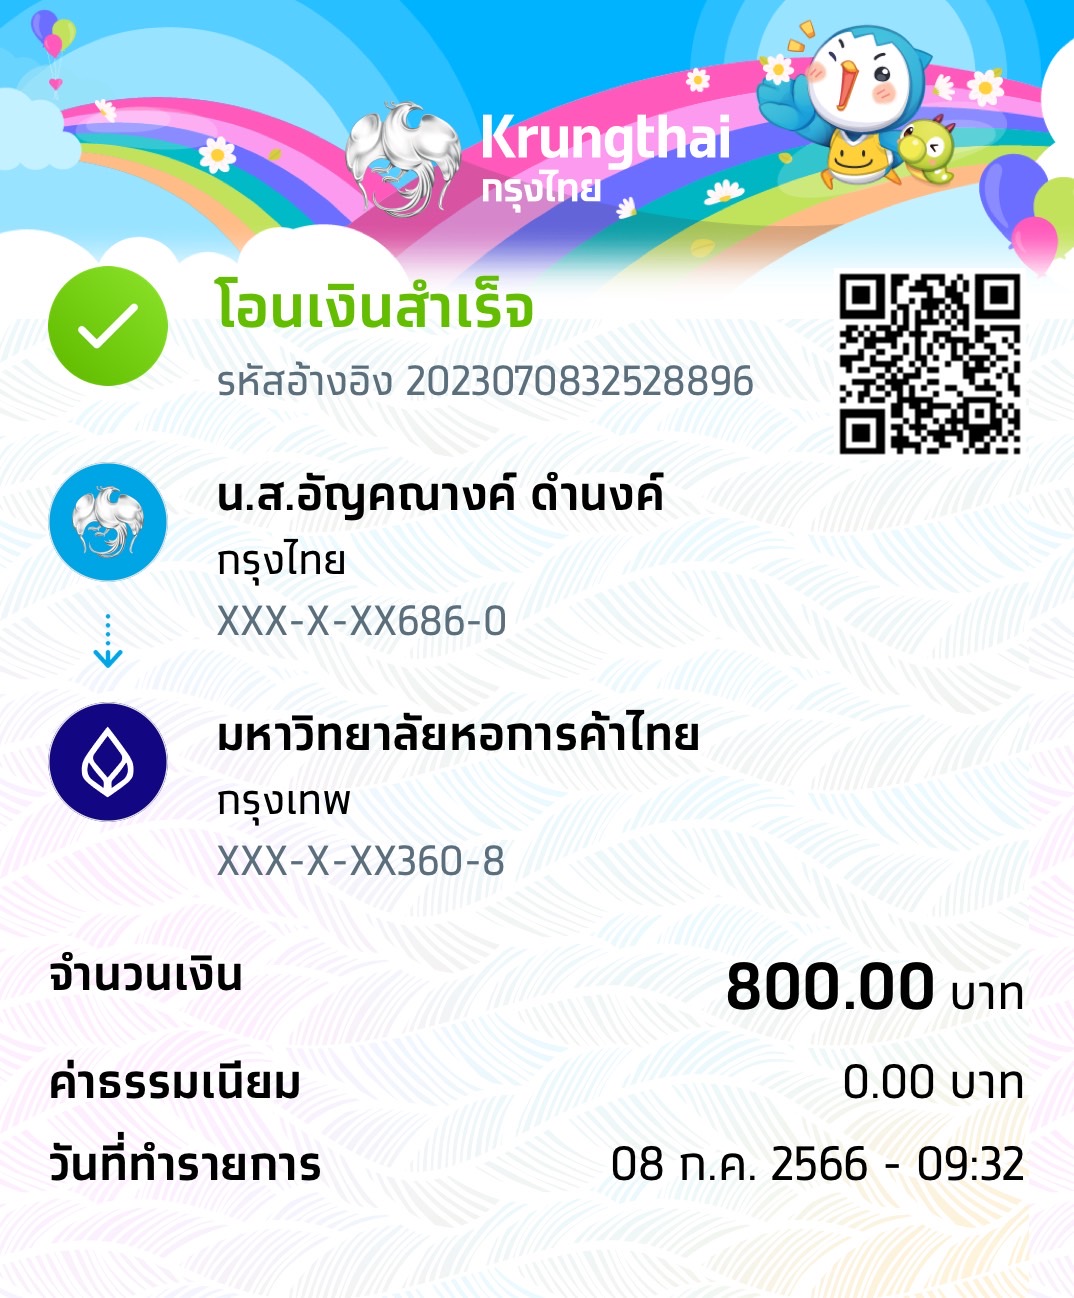 Krungthai
กรุงไทย
โอนเงินสำเร็จ
รหัสอ้างอิง 2023070832528896
น.ส.อัญคณางค์ ดำนงค์
กรุงไทย
XXX-X-XX686-0
มหาวิทยาลัยหอการค้าไทย
กรุงเทพ
XXX-X-XX360-8
จำนวนเงิน 800.00 บาท
ค่าธรรมเนียม 0.00 บาท
วันที่ทำรายการ 08 ก.ค. 2566 - 09:32